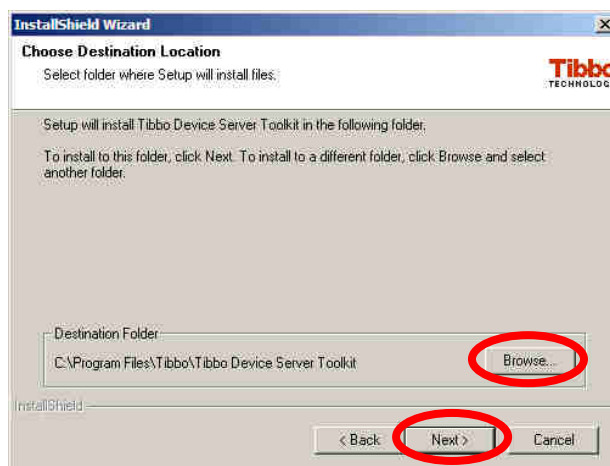 InstallShield Wizard
Choose Destination Location
Select folder where Setup will install files.
Tibbo
TECHNOLOG
Setup will install Tibbo Device Server Toolkit in the following folder.
To install to this folder, click Next. To install to a different folder, click Browse and select
another folder.
Destination Folder
C:\Program Files\Tibbo\Tibbo Device Server Toolkit
Browse...
InstallShield
< Back
Next >
Cancel